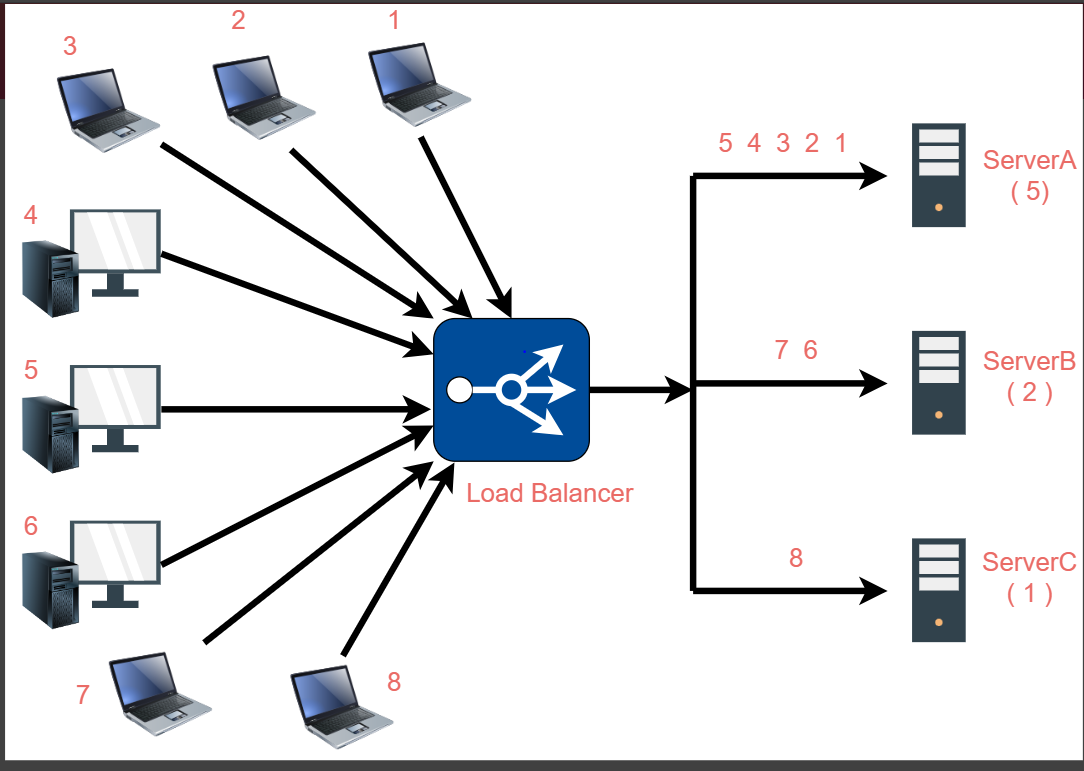 1
2
3
4
5
6
7
8
Load Balancer
5 4 3 2 1
ServerA
( 5)
7 6
ServerB
( 2 )
8
ServerC
( 1 )